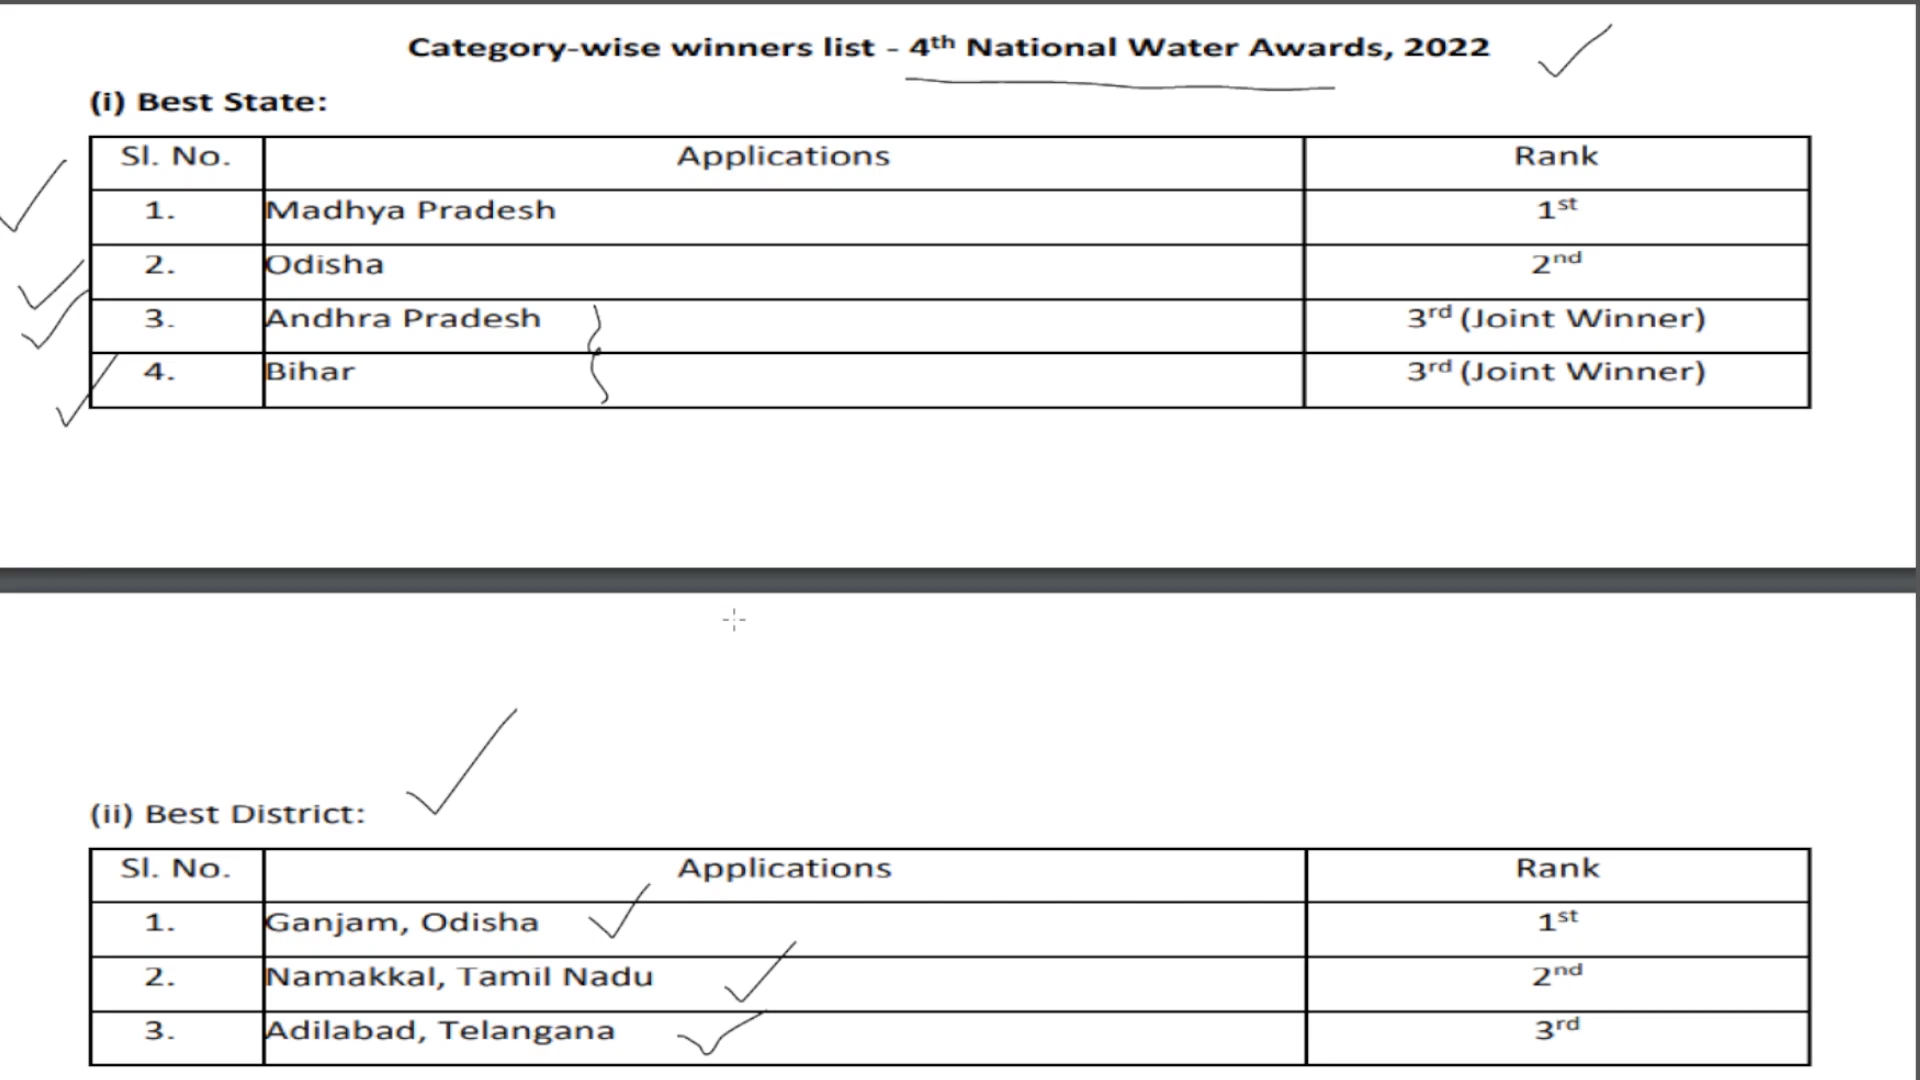 Category-wise winners list - 4th National Water Awards, 2022
(i) Best State:
Sl. No. Applications Rank
1. Madhya Pradesh 1st
2. Odisha 2nd
3. Andhra Pradesh 3rd (Joint Winner)
4. Bihar 3rd (Joint Winner)
(ii) Best District:
Sl. No. Applications Rank
1. Ganjam, Odisha 1st
2. Namakkal, Tamil Nadu 2nd
3. Adilabad, Telangana 3rd